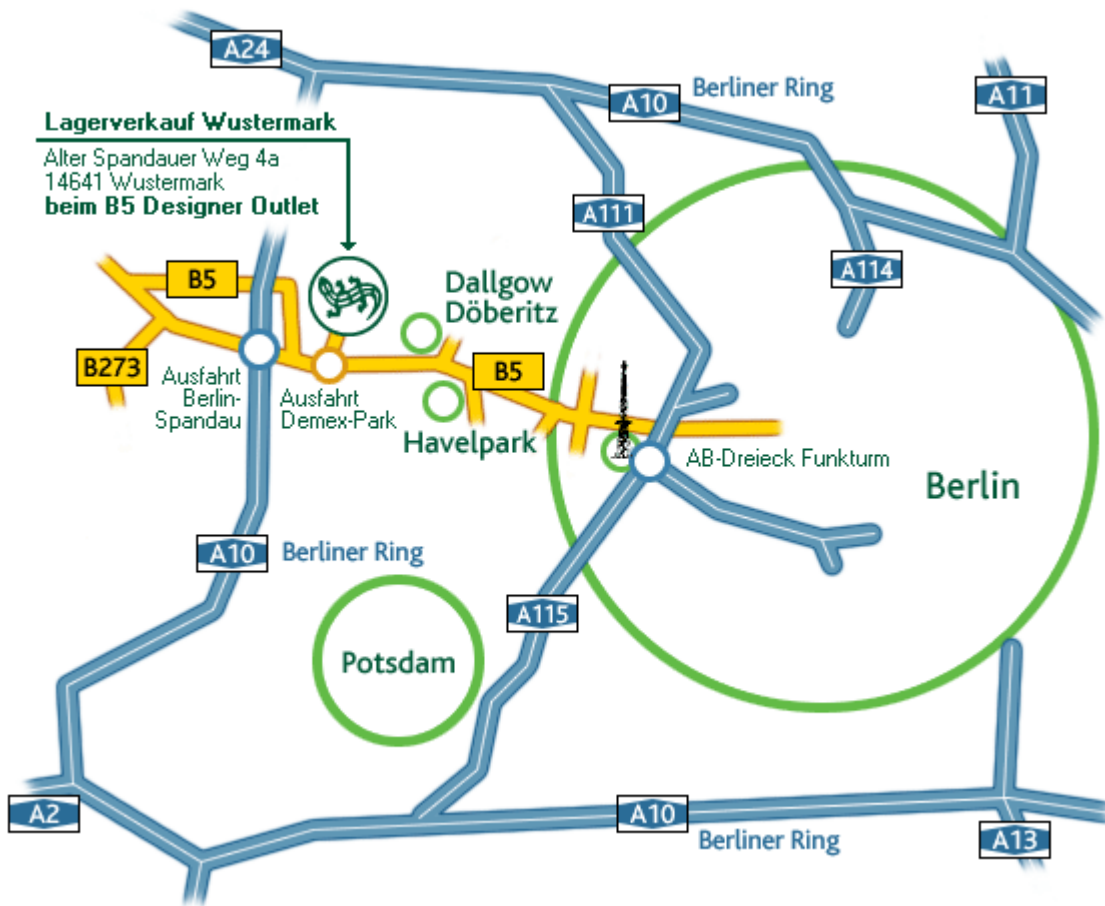 A24
Berliner Ring
A10
A11
Lagerverkauf Wustermark
Alter Spandauer Weg 4a
14641 Wustermark
beim B5 Designer Outlet
A111
A114
B5
Dallgow
Döberitz
B273
B5
Ausfahrt
Berlin-
Spandau
Ausfahrt
Demex-Park
Havelpark
AB-Dreieck Funkturm
Berlin
A10
Berliner Ring
A115
Potsdam
A2
A10
Berliner Ring
A13